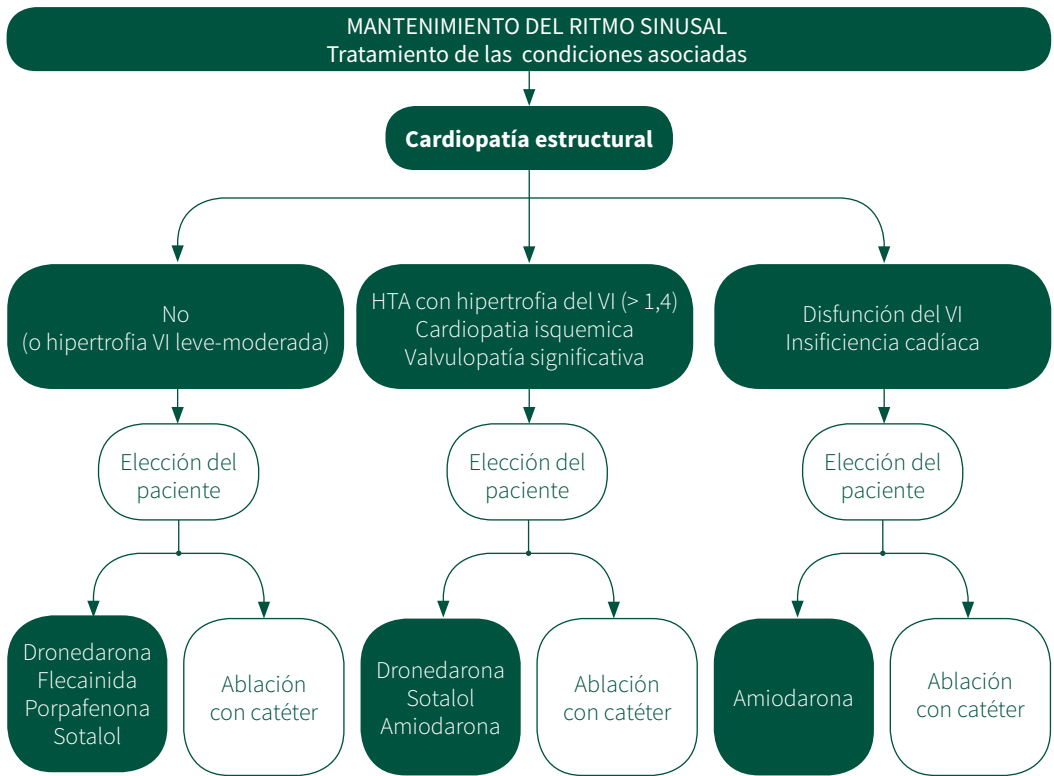 MANTENIMIENTO DEL RITMO SINUSAL
Tratamiento de las condiciones asociadas
Cardiopatía estructural
No
(o hipertrofia VI leve-moderada)
HTA con hipertrofia del VI (> 1,4)
Cardiopatia isquemica
Valvulopatía significativa
Disfunción del VI
Insificiencia cadíaca
Elección del
paciente
Elección del
paciente
Elección del
paciente
Dronedarona
Flecainida
Porpafenona
Sotalol
Ablación
con catéter
Dronedarona
Sotalol
Amiodarona
Ablación
con catéter
Amiodarona
Ablación
con catéter